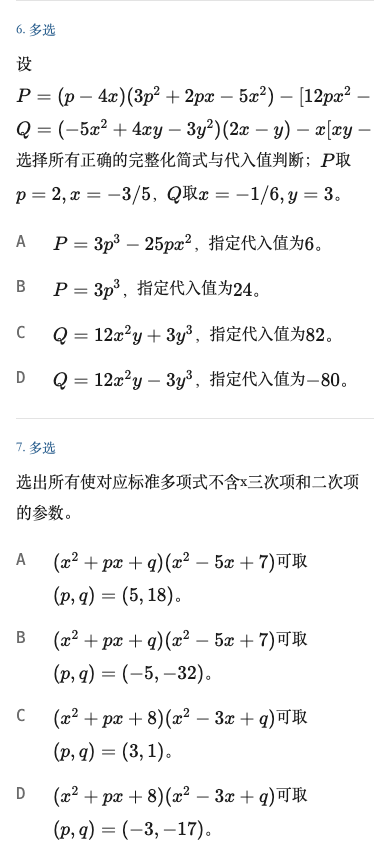 6. 多选
设
P = (p − 4x)(3p² + 2px − 5x²) − [12px² −
Q = (−5x² + 4xy − 3y²)(2x − y) − x[xy −
选择所有正确的完整化简式与代入值判断；P取
p = 2, x = −3/5，Q取x = −1/6, y = 3。
A P = 3p³ − 25px²，指定代入值为6。
B P = 3p³，指定代入值为24。
C Q = 12x²y + 3y³，指定代入值为82。
D Q = 12x²y − 3y³，指定代入值为−80。
7. 多选
选出所有使对应标准多项式不含x三次项和二次项
的参数。
A (x² + px + q)(x² − 5x + 7)可取
(p, q) = (5, 18)。
B (x² + px + q)(x² − 5x + 7)可取
(p, q) = (−5, −32)。
C (x² + px + 8)(x² − 3x + q)可取
(p, q) = (3, 1)。
D (x² + px + 8)(x² − 3x + q)可取
(p, q) = (−3, −17)。